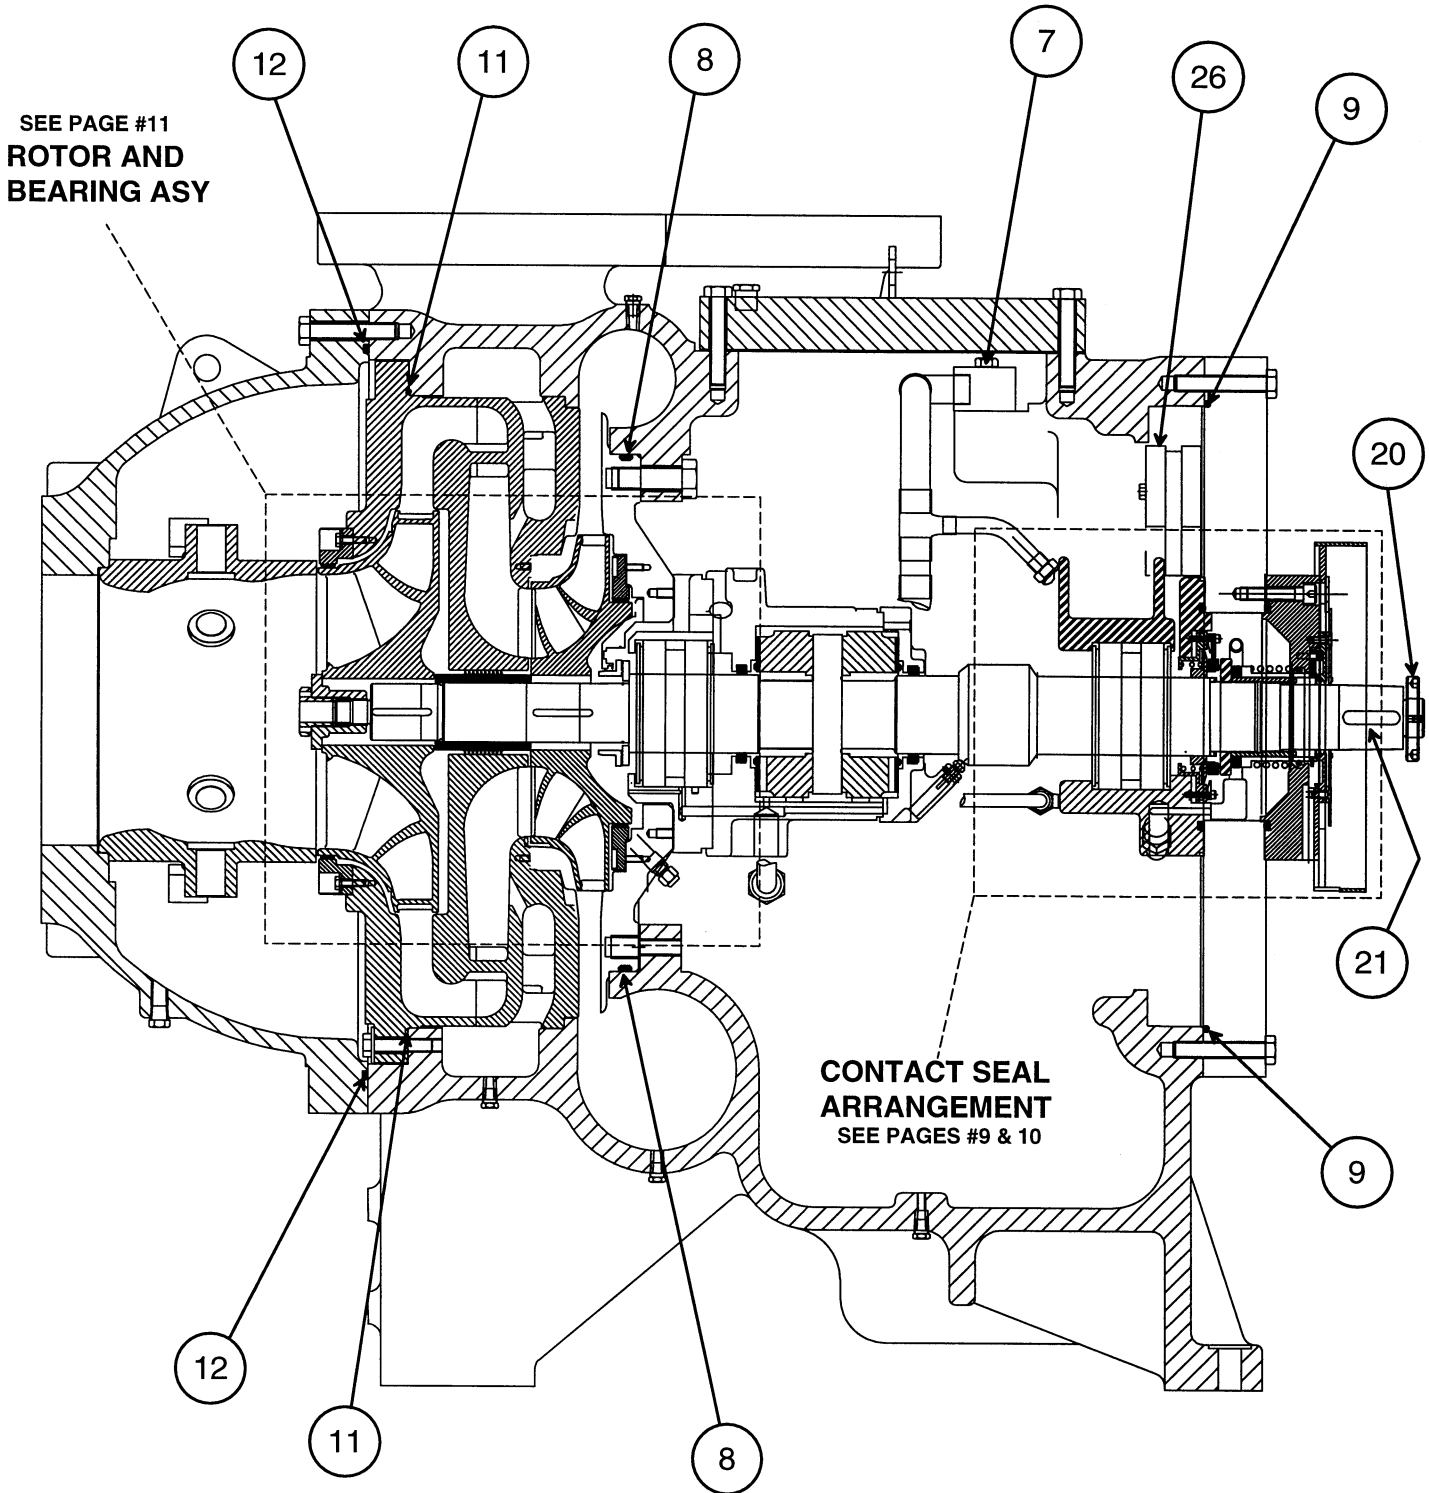 7
12
11
8
26
9
SEE PAGE #11
ROTOR AND
BEARING ASY
20
21
CONTACT SEAL
ARRANGEMENT
SEE PAGES #9 & 10
9
12
11
8